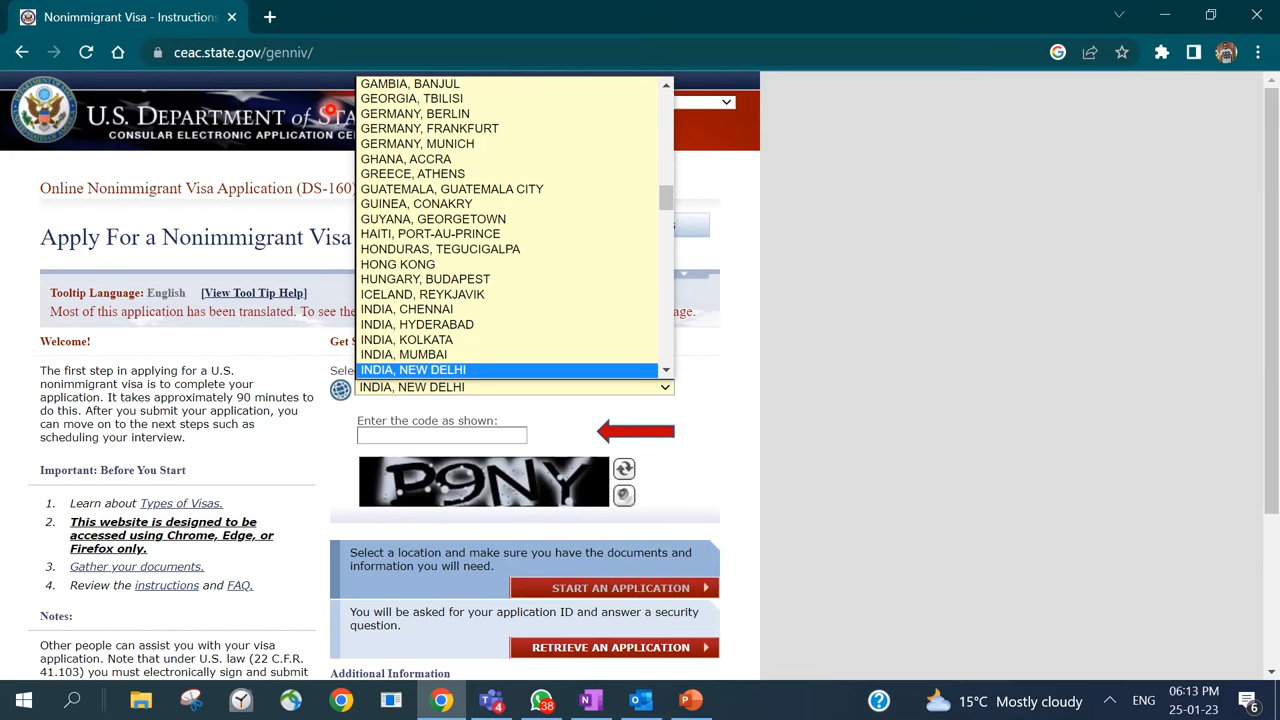 Nonimmigrant Visa - Instructions
ceac.state.gov/genniv/
U.S. DEPARTMENT of STA
CONSULAR ELECTRONIC APPLICATION CE
Online Nonimmigrant Visa Application (DS-160)
Apply For a Nonimmigrant Visa
Tooltip Language: English [View Tool Tip Help]
Most of this application has been translated. To see the
age.
GAMBIA, BANJUL
GEORGIA, TBILISI
GERMANY, BERLIN
GERMANY, FRANKFURT
GERMANY, MUNICH
GHANA, ACCRA
GREECE, ATHENS
GUATEMALA, GUATEMALA CITY
GUINEA, CONAKRY
GUYANA, GEORGETOWN
HAITI, PORT-AU-PRINCE
HONDURAS, TEGUCIGALPA
HONG KONG
HUNGARY, BUDAPEST
ICELAND, REYKJAVIK
INDIA, CHENNAI
INDIA, HYDERABAD
INDIA, KOLKATA
INDIA, MUMBAI
INDIA, NEW DELHI
INDIA, NEW DELHI
Welcome!
The first step in applying for a U.S.
nonimmigrant visa is to complete your
application. It takes approximately 90 minutes to
do this. After you submit your application, you
can move on to the next steps such as
scheduling your interview.
Important: Before You Start
1. Learn about Types of Visas.
2. This website is designed to be
accessed using Chrome, Edge, or
Firefox only.
3. Gather your documents.
4. Review the instructions and FAQ.
Notes:
Other people can assist you with your visa
application. Note that under U.S. law (22 C.F.R.
41.103) you must electronically sign and submit
Get S
Sele
Enter the code as shown:
P9NY
Select a location and make sure you have the documents and
information you will need.
START AN APPLICATION
You will be asked for your application ID and answer a security
question.
RETRIEVE AN APPLICATION
Additional Information
4
38
15°C Mostly cloudy
ENG
06:13 PM
25-01-23
6